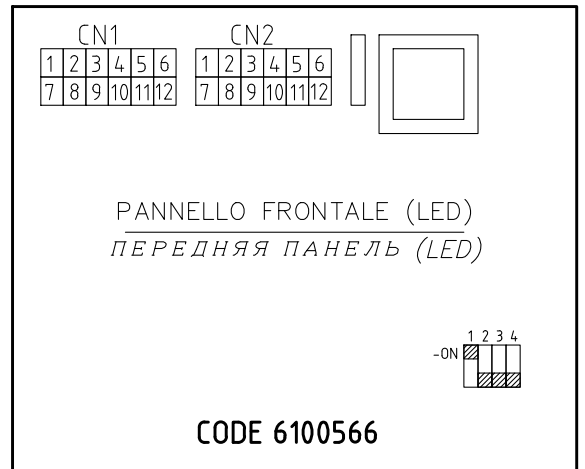 CN1 CN2
1 2 3 4 5 6 1 2 3 4 5 6
7 8 9 10 11 12 7 8 9 10 11 12
PANNELLO FRONTALE (LED)
ПЕРЕДНЯЯ ПАНЕЛЬ (LED)
1 2 3 4
-ON
CODE 6100566